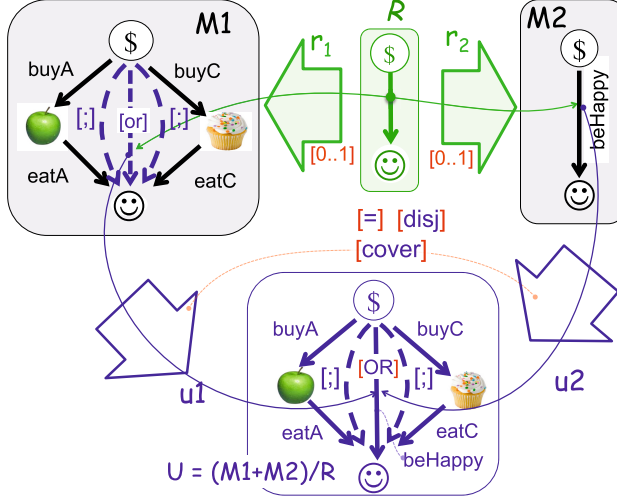 M1
$
buyA
buyC
[;]
[or]
[;]
eatA
eatC
r1
R
$
r2
[0..1]
[0..1]
M2
$
beHappy
[=] [disj]
[cover]
u1
u2
$
buyA
buyC
[;]
[OR]
[;]
eatA
eatC
beHappy
U = (M1+M2)/R